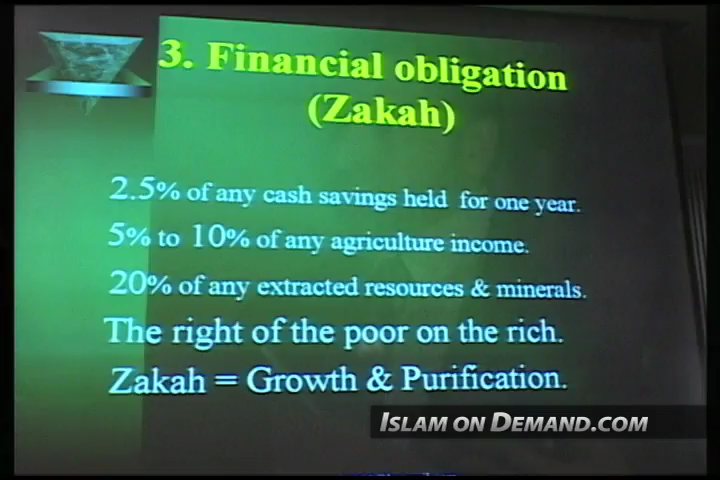 3. Financial obligation
(Zakah)
2.5% of any cash savings held for one year.
5% to 10% of any agriculture income.
20% of any extracted resources & minerals.
The right of the poor on the rich.
Zakah = Growth & Purification.
ISLAM ON DEMAND.COM